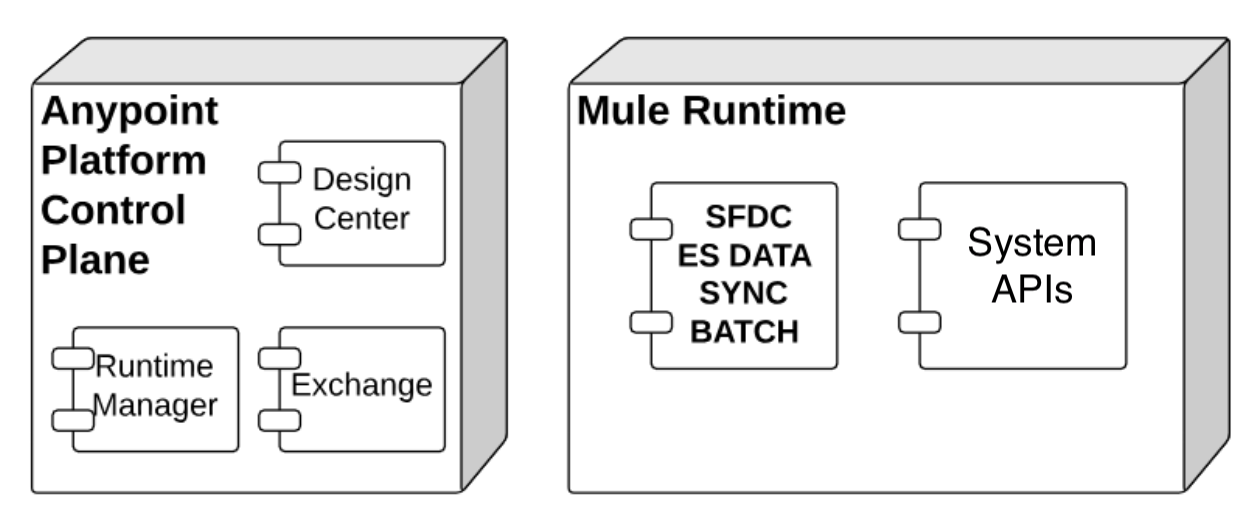 Anypoint
Platform
Control
Plane
Design
Center
Runtime
Manager
Exchange
Mule Runtime
SFDC
ES DATA
SYNC
BATCH
System
APIs